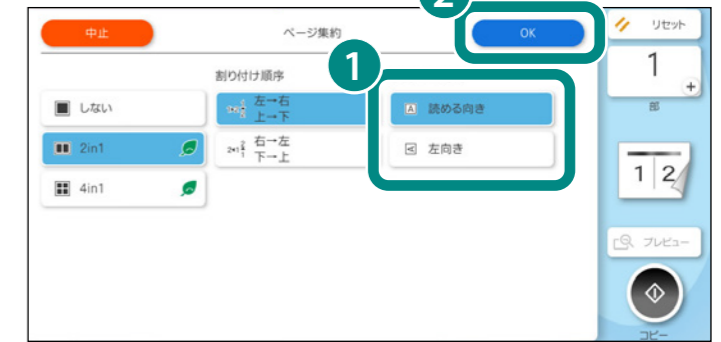 2
中止
ページ集約
OK
リセット
1
割り付け順序
1
+
部
しない
左→右
上→下
A 読める向き
2in1
右→左
下→上
A 左向き
4in1
1 2
プレビュー
コピー